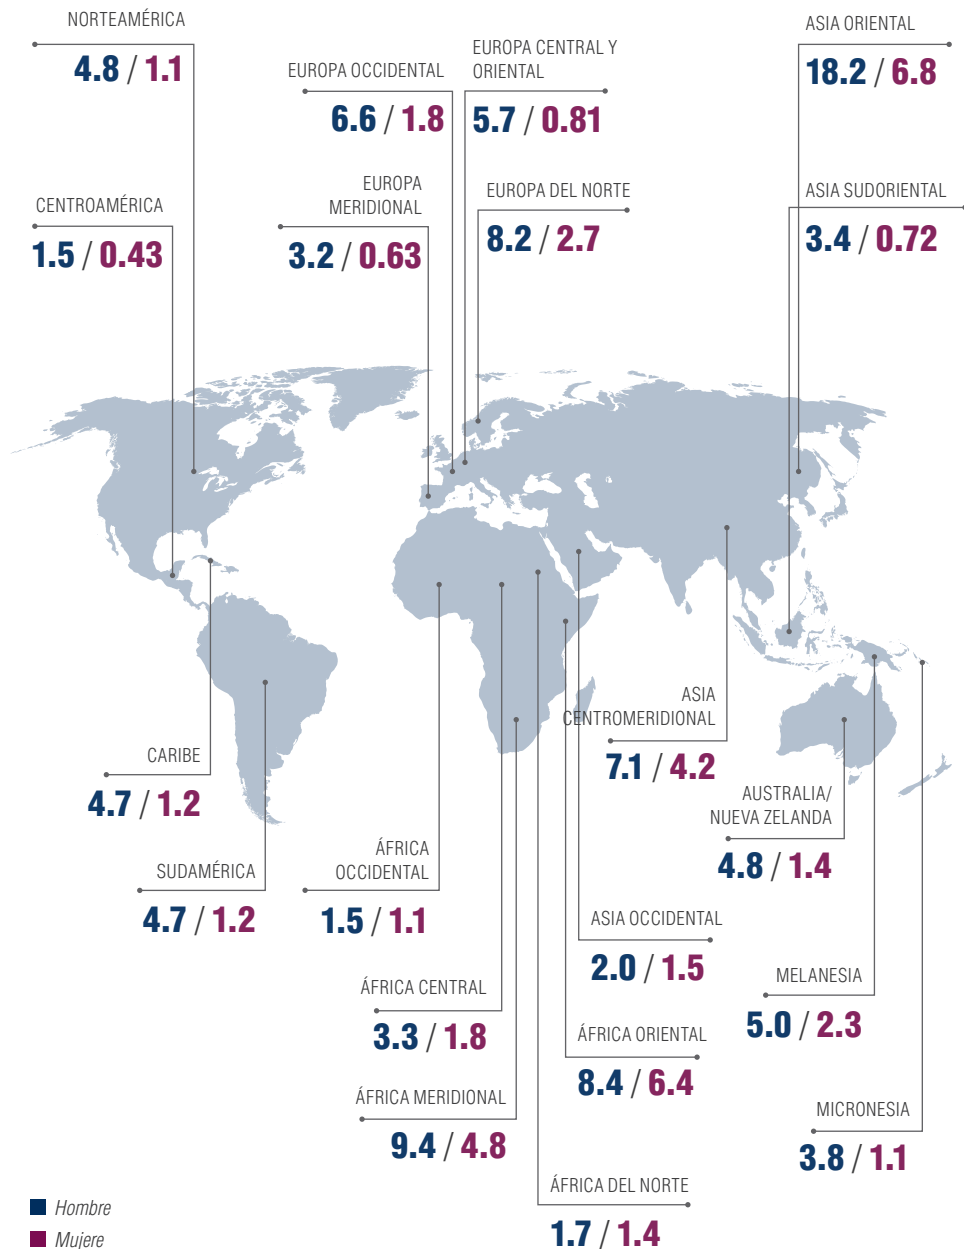 NORTEAMÉRICA
4.8 / 1.1
EUROPA OCCIDENTAL
6.6 / 1.8
EUROPA CENTRAL Y
ORIENTAL
5.7 / 0.81
ASIA ORIENTAL
18.2 / 6.8
CENTROAMÉRICA
1.5 / 0.43
EUROPA
MERIDIONAL
3.2 / 0.63
EUROPA DEL NORTE
8.2 / 2.7
ASIA SUDORIENTAL
3.4 / 0.72
CARIBE
4.7 / 1.2
SUDAMÉRICA
4.7 / 1.2
ÁFRICA
OCCIDENTAL
1.5 / 1.1
ASIA
CENTROMERIDIONAL
7.1 / 4.2
AUSTRALIA/
NUEVA ZELANDA
4.8 / 1.4
ASIA OCCIDENTAL
2.0 / 1.5
MELANESIA
5.0 / 2.3
ÁFRICA CENTRAL
3.3 / 1.8
ÁFRICA ORIENTAL
8.4 / 6.4
ÁFRICA MERIDIONAL
9.4 / 4.8
MICRONESIA
3.8 / 1.1
ÁFRICA DEL NORTE
1.7 / 1.4
Hombre
Mujere